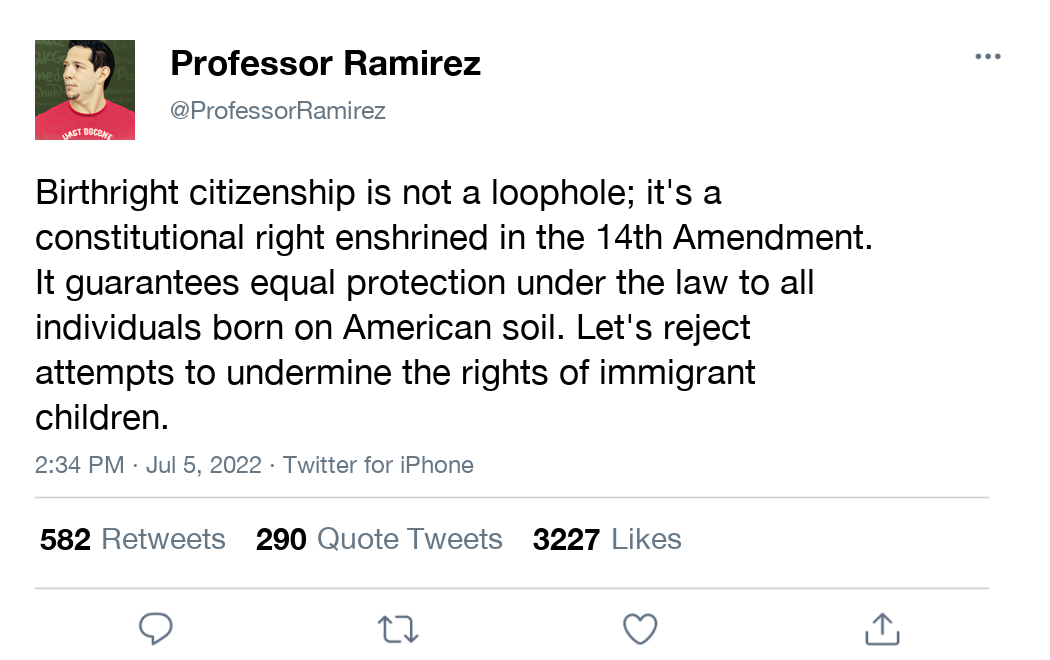 Professor Ramirez
@ProfessorRamirez
Birthright citizenship is not a loophole; it's a
constitutional right enshrined in the 14th Amendment.
It guarantees equal protection under the law to all
individuals born on American soil. Let's reject
attempts to undermine the rights of immigrant
children.
2:34 PM · Jul 5, 2022 · Twitter for iPhone
582 Retweets 290 Quote Tweets 3227 Likes